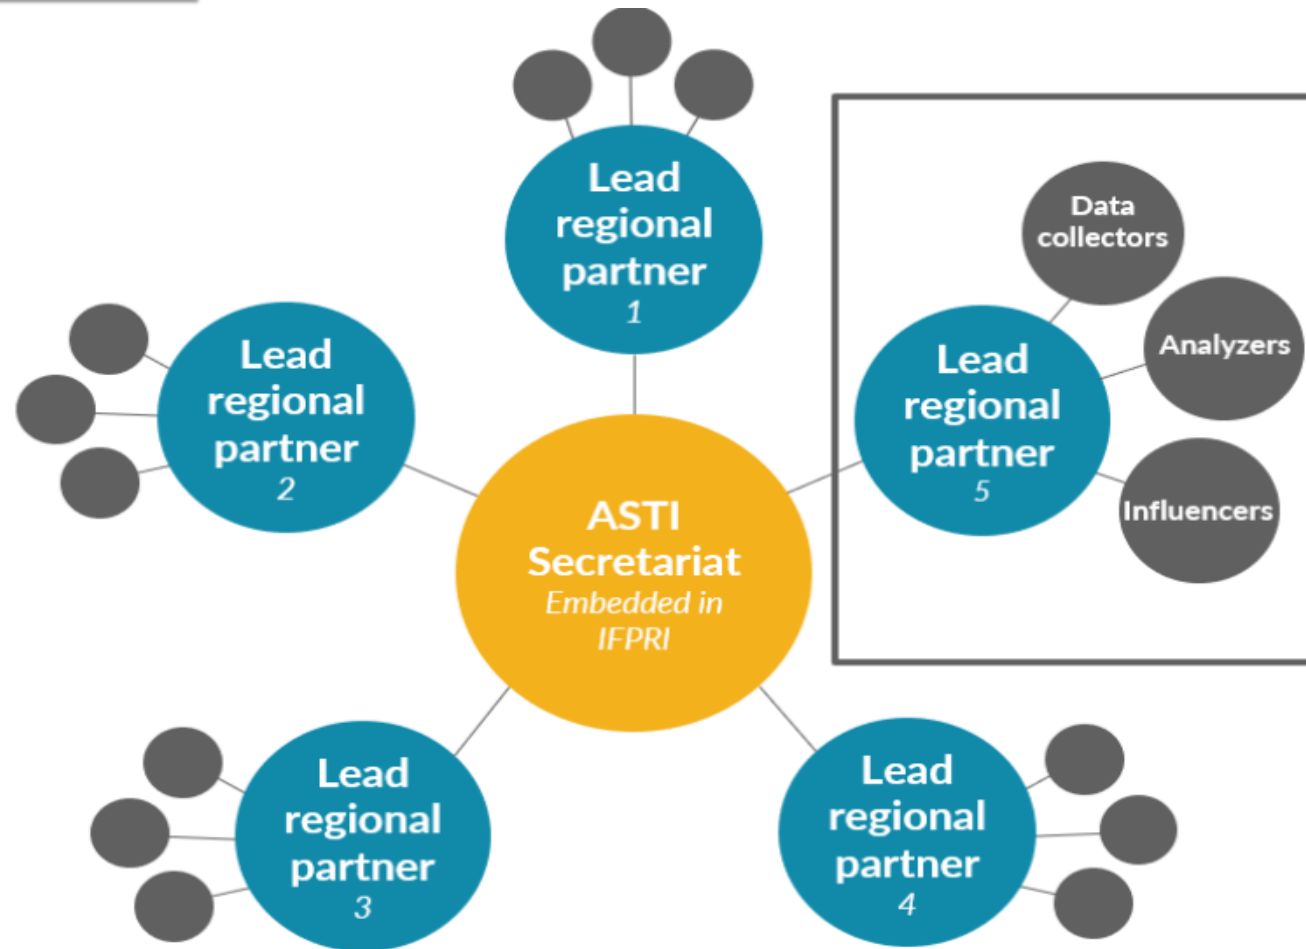 Lead
regional
partner
1
Lead
regional
partner
2
ASTI
Secretariat
Embedded in
IFPRI
Lead
regional
partner
5
Data
collectors
Analyzers
Influencers
Lead
regional
partner
3
Lead
regional
partner
4